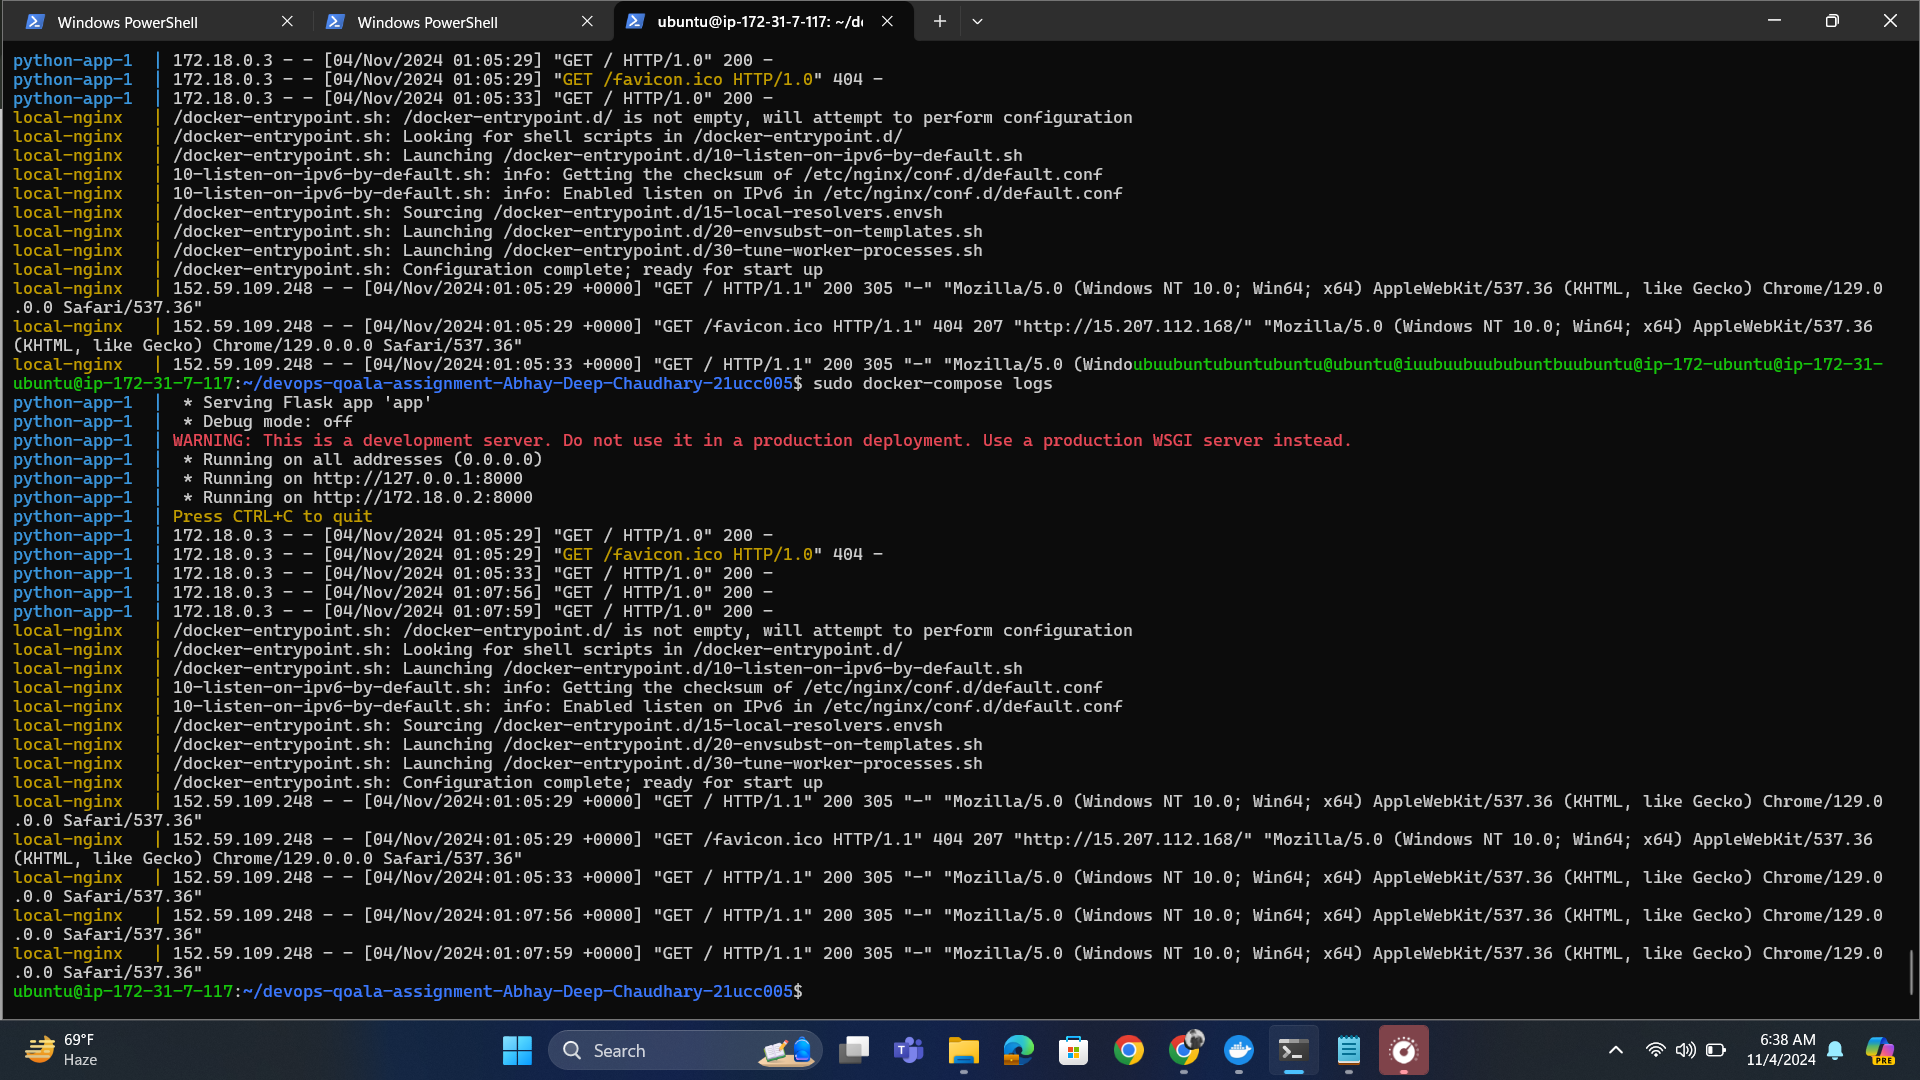 Windows PowerShell
Windows PowerShell
ubuntu@ip-172-31-7-117: ~/de
python-app-1  | 172.18.0.3 - - [04/Nov/2024 01:05:29] "GET / HTTP/1.0" 200 -
python-app-1  | 172.18.0.3 - - [04/Nov/2024 01:05:29] "GET /favicon.ico HTTP/1.0" 404 -
python-app-1  | 172.18.0.3 - - [04/Nov/2024 01:05:33] "GET / HTTP/1.0" 200 -
local-nginx   | /docker-entrypoint.sh: /docker-entrypoint.d/ is not empty, will attempt to perform configuration
local-nginx   | /docker-entrypoint.sh: Looking for shell scripts in /docker-entrypoint.d/
local-nginx   | /docker-entrypoint.sh: Launching /docker-entrypoint.d/10-listen-on-ipv6-by-default.sh
local-nginx   | 10-listen-on-ipv6-by-default.sh: info: Getting the checksum of /etc/nginx/conf.d/default.conf
local-nginx   | 10-listen-on-ipv6-by-default.sh: info: Enabled listen on IPv6 in /etc/nginx/conf.d/default.conf
local-nginx   | /docker-entrypoint.sh: Sourcing /docker-entrypoint.d/15-local-resolvers.envsh
local-nginx   | /docker-entrypoint.sh: Launching /docker-entrypoint.d/20-envsubst-on-templates.sh
local-nginx   | /docker-entrypoint.sh: Launching /docker-entrypoint.d/30-tune-worker-processes.sh
local-nginx   | /docker-entrypoint.sh: Configuration complete; ready for start up
local-nginx   | 152.59.109.248 - - [04/Nov/2024:01:05:29 +0000] "GET / HTTP/1.1" 200 305 "-" "Mozilla/5.0 (Windows NT 10.0; Win64; x64) AppleWebKit/537.36 (KHTML, like Gecko) Chrome/129.0
.0.0 Safari/537.36"
local-nginx   | 152.59.109.248 - - [04/Nov/2024:01:05:29 +0000] "GET /favicon.ico HTTP/1.1" 404 207 "http://15.207.112.168/" "Mozilla/5.0 (Windows NT 10.0; Win64; x64) AppleWebKit/537.36
(KHTML, like Gecko) Chrome/129.0.0.0 Safari/537.36"
local-nginx   | 152.59.109.248 - - [04/Nov/2024:01:05:33 +0000] "GET / HTTP/1.1" 200 305 "-" "Mozilla/5.0 (Windoubuubuntubuntubuntu@ubuntu@iuubuubuububuntbuubuntu@ip-172-ubuntu@ip-172-31-
ubuntu@ip-172-31-7-117:~/devops-qoala-assignment-Abhay-Deep-Chaudhary-21ucc005$ sudo docker-compose logs
python-app-1  |  * Serving Flask app 'app'
python-app-1  |  * Debug mode: off
python-app-1  | WARNING: This is a development server. Do not use it in a production deployment. Use a production WSGI server instead.
python-app-1  |  * Running on all addresses (0.0.0.0)
python-app-1  |  * Running on http://127.0.0.1:8000
python-app-1  |  * Running on http://172.18.0.2:8000
python-app-1  | Press CTRL+C to quit
python-app-1  | 172.18.0.3 - - [04/Nov/2024 01:05:29] "GET / HTTP/1.0" 200 -
python-app-1  | 172.18.0.3 - - [04/Nov/2024 01:05:29] "GET /favicon.ico HTTP/1.0" 404 -
python-app-1  | 172.18.0.3 - - [04/Nov/2024 01:05:33] "GET / HTTP/1.0" 200 -
python-app-1  | 172.18.0.3 - - [04/Nov/2024 01:07:56] "GET / HTTP/1.0" 200 -
python-app-1  | 172.18.0.3 - - [04/Nov/2024 01:07:59] "GET / HTTP/1.0" 200 -
local-nginx   | /docker-entrypoint.sh: /docker-entrypoint.d/ is not empty, will attempt to perform configuration
local-nginx   | /docker-entrypoint.sh: Looking for shell scripts in /docker-entrypoint.d/
local-nginx   | /docker-entrypoint.sh: Launching /docker-entrypoint.d/10-listen-on-ipv6-by-default.sh
local-nginx   | 10-listen-on-ipv6-by-default.sh: info: Getting the checksum of /etc/nginx/conf.d/default.conf
local-nginx   | 10-listen-on-ipv6-by-default.sh: info: Enabled listen on IPv6 in /etc/nginx/conf.d/default.conf
local-nginx   | /docker-entrypoint.sh: Sourcing /docker-entrypoint.d/15-local-resolvers.envsh
local-nginx   | /docker-entrypoint.sh: Launching /docker-entrypoint.d/20-envsubst-on-templates.sh
local-nginx   | /docker-entrypoint.sh: Launching /docker-entrypoint.d/30-tune-worker-processes.sh
local-nginx   | /docker-entrypoint.sh: Configuration complete; ready for start up
local-nginx   | 152.59.109.248 - - [04/Nov/2024:01:05:29 +0000] "GET / HTTP/1.1" 200 305 "-" "Mozilla/5.0 (Windows NT 10.0; Win64; x64) AppleWebKit/537.36 (KHTML, like Gecko) Chrome/129.0
.0.0 Safari/537.36"
local-nginx   | 152.59.109.248 - - [04/Nov/2024:01:05:29 +0000] "GET /favicon.ico HTTP/1.1" 404 207 "http://15.207.112.168/" "Mozilla/5.0 (Windows NT 10.0; Win64; x64) AppleWebKit/537.36
(KHTML, like Gecko) Chrome/129.0.0.0 Safari/537.36"
local-nginx   | 152.59.109.248 - - [04/Nov/2024:01:05:33 +0000] "GET / HTTP/1.1" 200 305 "-" "Mozilla/5.0 (Windows NT 10.0; Win64; x64) AppleWebKit/537.36 (KHTML, like Gecko) Chrome/129.0
.0.0 Safari/537.36"
local-nginx   | 152.59.109.248 - - [04/Nov/2024:01:07:56 +0000] "GET / HTTP/1.1" 200 305 "-" "Mozilla/5.0 (Windows NT 10.0; Win64; x64) AppleWebKit/537.36 (KHTML, like Gecko) Chrome/129.0
.0.0 Safari/537.36"
local-nginx   | 152.59.109.248 - - [04/Nov/2024:01:07:59 +0000] "GET / HTTP/1.1" 200 305 "-" "Mozilla/5.0 (Windows NT 10.0; Win64; x64) AppleWebKit/537.36 (KHTML, like Gecko) Chrome/129.0
.0.0 Safari/537.36"
ubuntu@ip-172-31-7-117:~/devops-qoala-assignment-Abhay-Deep-Chaudhary-21ucc005$
69°F
Haze
Search
6:38 AM
11/4/2024
PRE